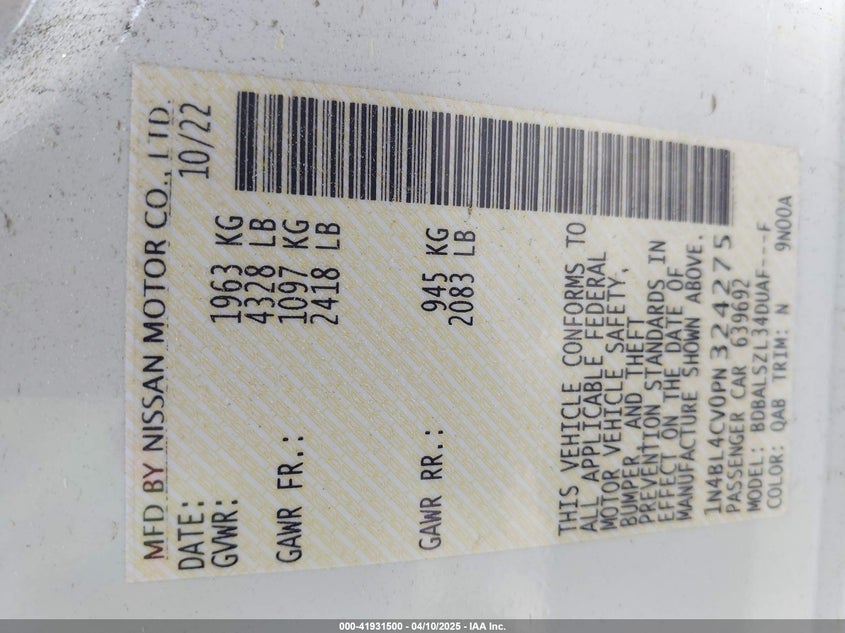 MFD BY NISSAN MOTOR CO., LTD.
DATE: 10/22
GVWR: 1963 KG
4328 LB
GAWR FR.: 1097 KG
2418 LB
GAWR RR.: 945 KG
2083 LB
THIS VEHICLE CONFORMS TO
ALL APPLICABLE FEDERAL
MOTOR VEHICLE SAFETY,
BUMPER, AND THEFT
PREVENTION STANDARDS IN
EFFECT ON THE DATE OF
MANUFACTURE SHOWN ABOVE.
1N4BL4CV0PN324275
PASSENGER CAR 639692
MODEL: BDBALSZL34DUAF---F
COLOR: QAB TRIM: N 9N00A
000-41931500 - 04/10/2025 - IAA Inc.